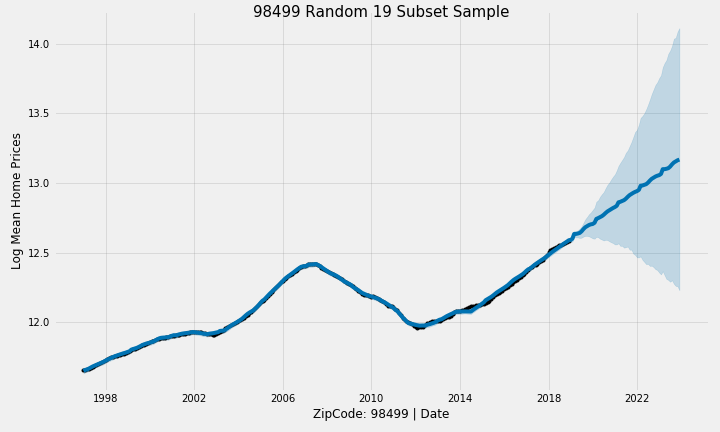 98499 Random 19 Subset Sample
Log Mean Home Prices
14.0
13.5
13.0
12.5
12.0
1998 2002 2006 2010 2014 2018 2022
ZipCode: 98499 | Date